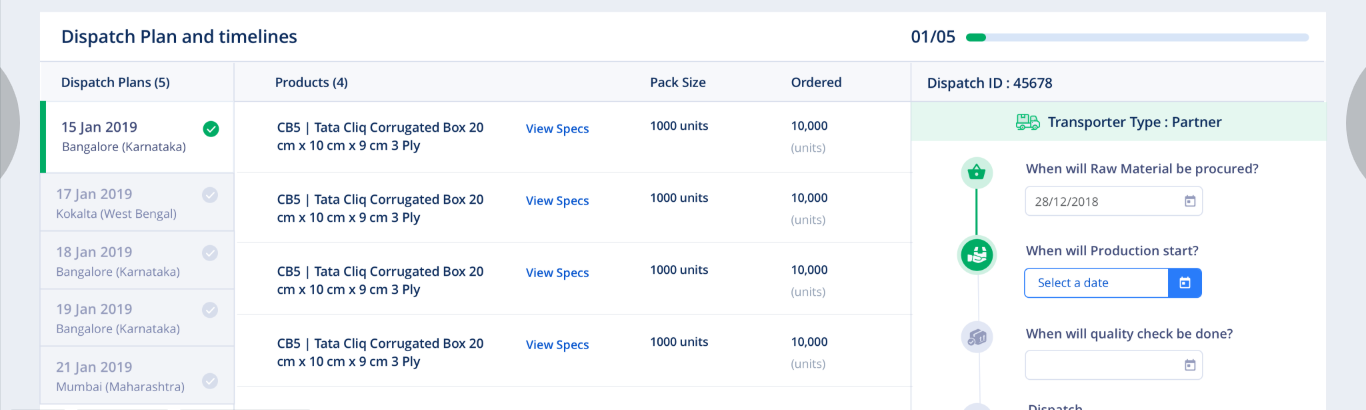 Dispatch Plan and timelines
01/05
Dispatch Plans (5)
Products (4)
Pack Size
Ordered
Dispatch ID : 45678
15 Jan 2019
Bangalore (Karnataka)
17 Jan 2019
Kokalta (West Bengal)
18 Jan 2019
Bangalore (Karnataka)
19 Jan 2019
Bangalore (Karnataka)
21 Jan 2019
Mumbai (Maharashtra)
CB5 | Tata Cliq Corrugated Box 20
cm x 10 cm x 9 cm 3 Ply
View Specs
1000 units
10,000
(units)
CB5 | Tata Cliq Corrugated Box 20
cm x 10 cm x 9 cm 3 Ply
View Specs
1000 units
10,000
(units)
CB5 | Tata Cliq Corrugated Box 20
cm x 10 cm x 9 cm 3 Ply
View Specs
1000 units
10,000
(units)
CB5 | Tata Cliq Corrugated Box 20
cm x 10 cm x 9 cm 3 Ply
View Specs
1000 units
10,000
(units)
Transporter Type : Partner
When will Raw Material be procured?
28/12/2018
When will Production start?
Select a date
When will quality check be done?
Dispatch